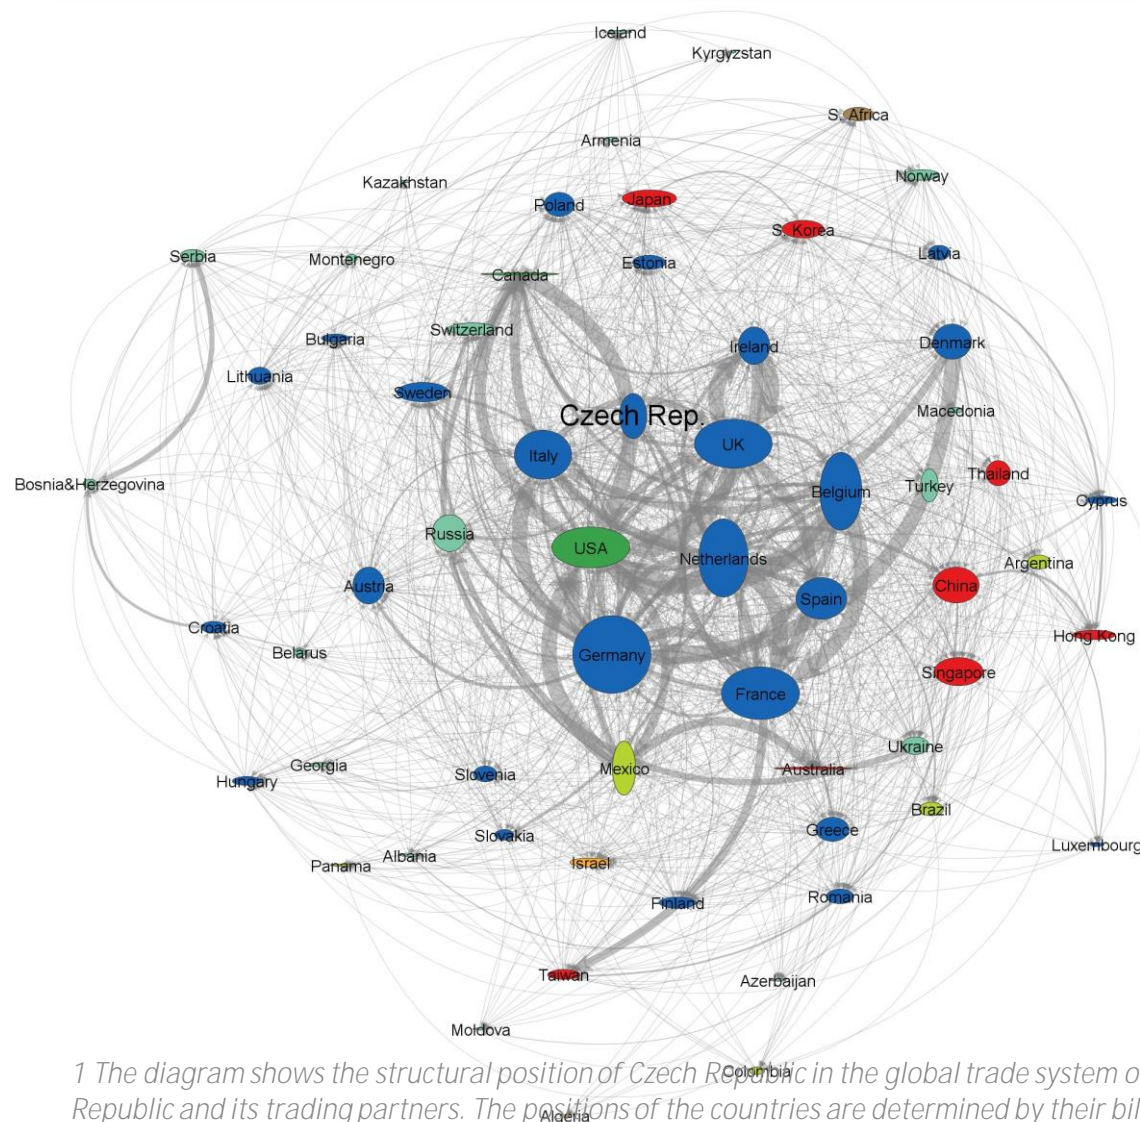 Iceland
Kyrgyzstan
S. Africa
Armenia
Norway
Kazakhstan
Japan
Poland
S. Korea
Latvia
Serbia
Montenegro
Estonia
Canada
Switzerland
Bulgaria
Ireland
Denmark
Lithuania
Sweden
Macedonia
Czech Rep.
UK
Italy
Thailand
Bosnia&Herzegovina
Belgium
Turkey
Cyprus
Russia
USA
Netherlands
Argentina
Austria
China
Spain
Croatia
Hong Kong
Belarus
Germany
Singapore
France
Ukraine
Georgia
Mexico
Australia
Hungary
Slovenia
Brazil
Slovakia
Greece
Luxembourg
Albania
Panama
Israel
Finland
Romania
Taiwan
Azerbaijan
Moldova
1 The diagram shows the structural position of Czech Republic in the global trade system o
Colombia
Republic and its trading partners. The positions of the countries are determined by their bil
Algeria